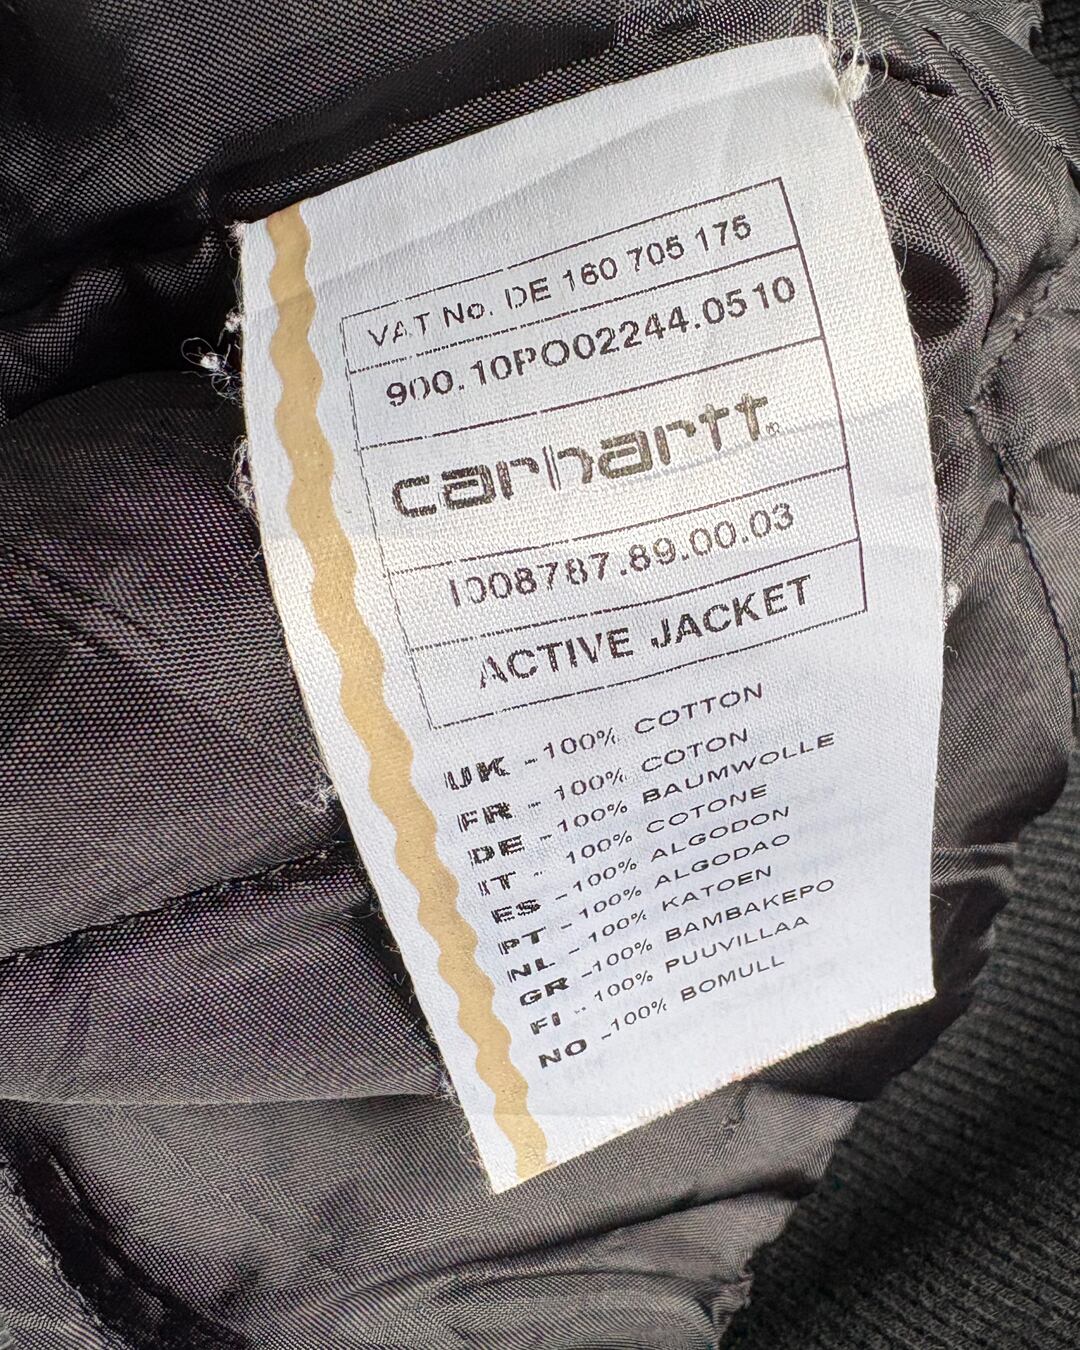 VAT No. DE 160 705 175
900.10PO02244.0510
carhartt®
I008787.89.00.03
ACTIVE JACKET
UK - 100% COTTON
FR - 100% COTON
DE - 100% BAUMWOLLE
IT - 100% COTONE
ES - 100% ALGODON
PT - 100% ALGODAO
NL - 100% KATOEN
GR - 100% BAMBAKEPO
FI - 100% PUUVILLAA
NO - 100% BOMULL